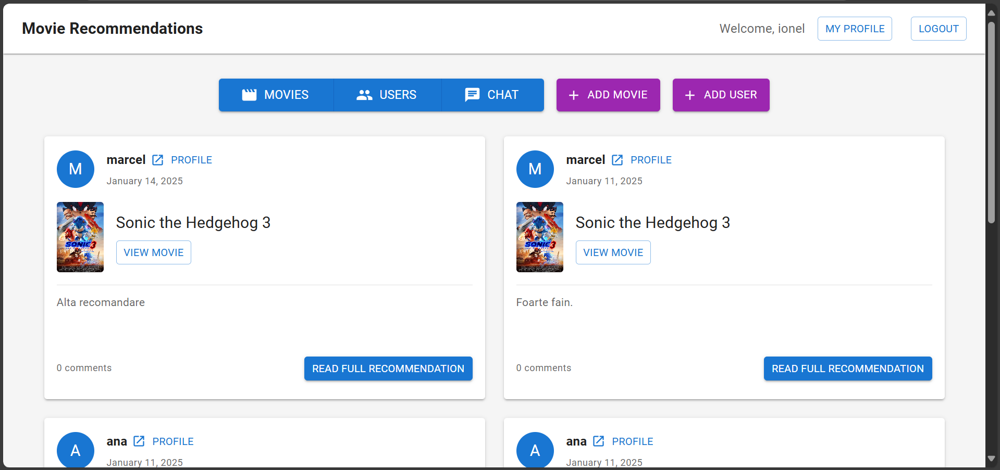 Movie Recommendations
Welcome, ionel
MY PROFILE
LOGOUT
MOVIES
USERS
CHAT
+ ADD MOVIE
+ ADD USER
M
marcel
PROFILE
January 14, 2025
SONIC 3
Sonic the Hedgehog 3
VIEW MOVIE
Alta recomandare
0 comments
READ FULL RECOMMENDATION
M
marcel
PROFILE
January 11, 2025
SONIC 3
Sonic the Hedgehog 3
VIEW MOVIE
Foarte fain.
0 comments
READ FULL RECOMMENDATION
A
ana
PROFILE
January 11, 2025
A
ana
PROFILE
January 11, 2025